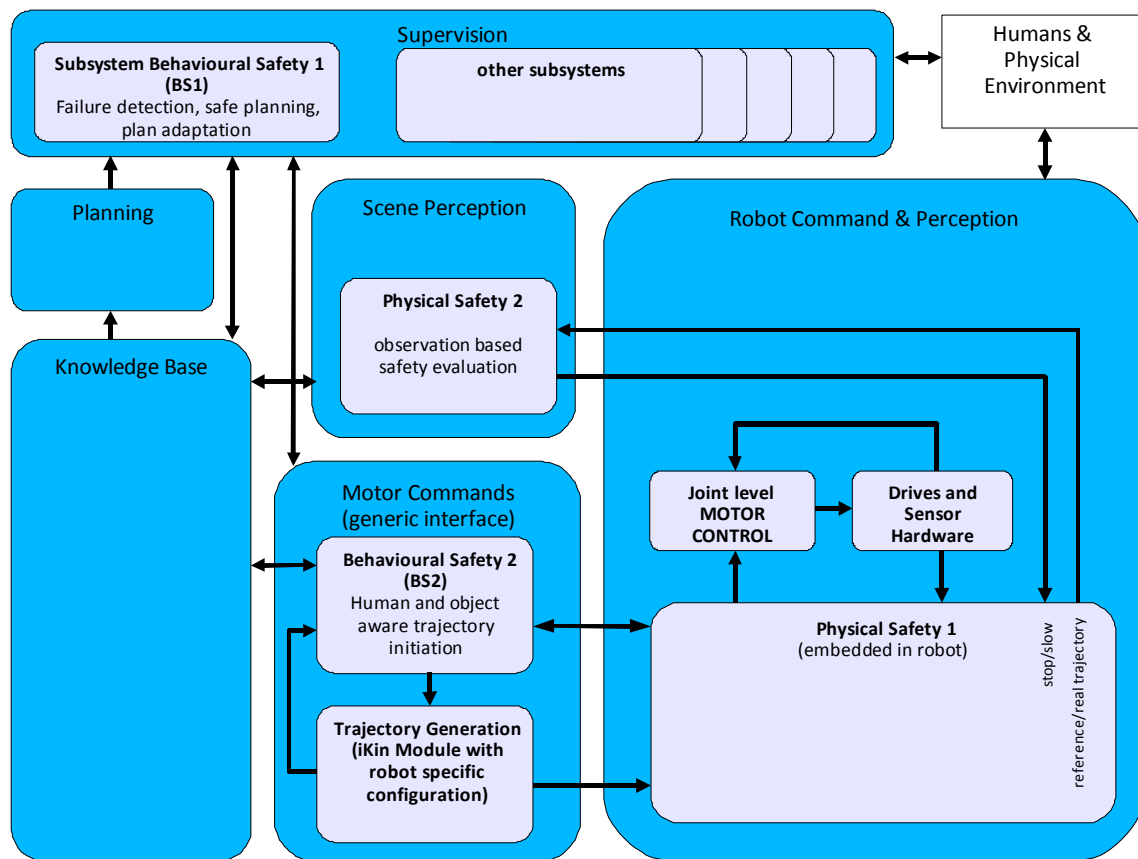 Supervision
Subsystem Behavioural Safety 1
(BS1)
Failure detection, safe planning,
plan adaptation
other subsystems
Humans &
Physical
Environment
Planning
Scene Perception
Robot Command & Perception
Physical Safety 2
observation based
safety evaluation
Knowledge Base
Motor Commands
(generic interface)
Joint level
MOTOR
CONTROL
Drives and
Sensor
Hardware
Behavioural Safety 2
(BS2)
Human and object
aware trajectory
initiation
Physical Safety 1
(embedded in robot)
stop/slow
reference/real trajectory
Trajectory Generation
(iKin Module with
robot specific
configuration)